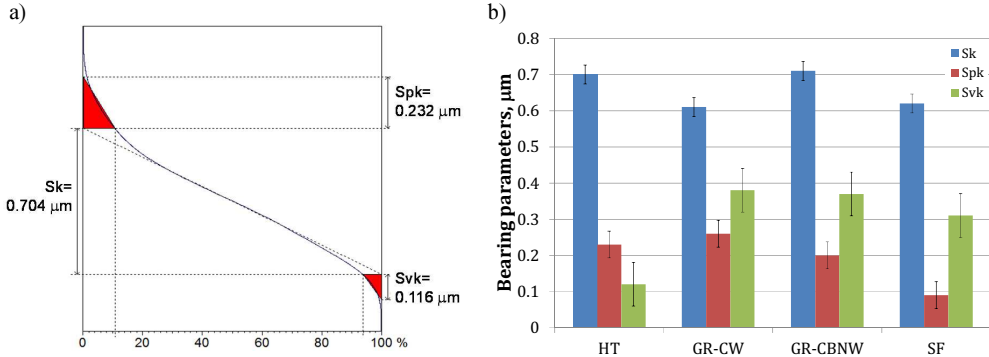 a)
Spk=
0.232 μm
Sk=
0.704 μm
Svk=
0.116 μm
0 20 40 60 80 100 %
b)
Bearing parameters, μm
0.8
0.7
0.6
0.5
0.4
0.3
0.2
0.1
0
Sk
Spk
Svk
HT GR-CW GR-CBNW SF